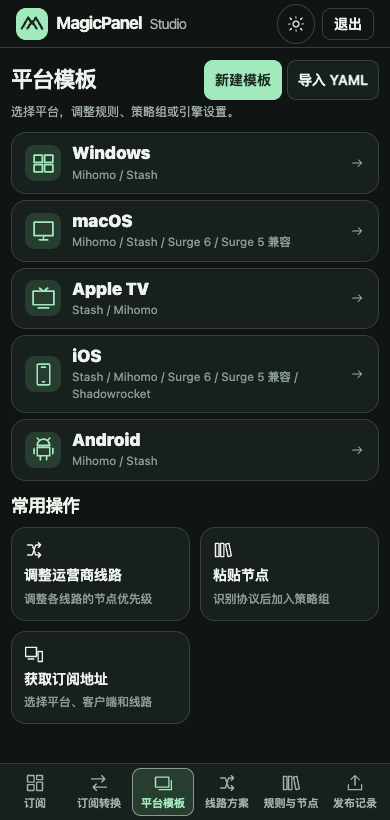 MagicPanel Studio
退出
平台模板
新建模板
导入 YAML
选择平台，调整规则、策略组或引擎设置。
Windows
Mihomo / Stash
macOS
Mihomo / Stash / Surge 6 / Surge 5 兼容
Apple TV
Stash / Mihomo
iOS
Stash / Mihomo / Surge 6 / Surge 5 兼容 /
Shadowrocket
Android
Mihomo / Stash
常用操作
调整运营商线路
调整各线路的节点优先级
粘贴节点
识别协议后加入策略组
获取订阅地址
选择平台、客户端和线路
订阅
订阅转换
平台模板
线路方案
规则与节点
发布记录